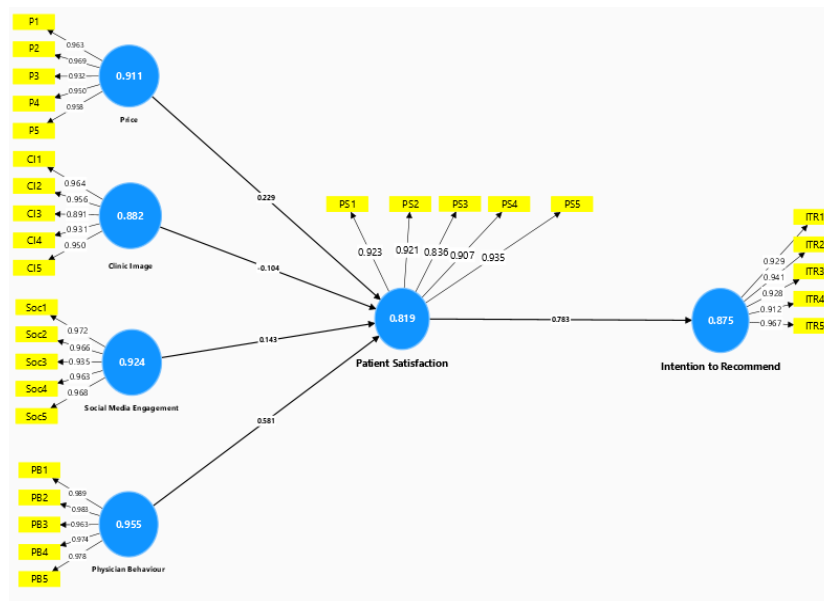 P1
0.963
P2
0.969
P3
0.932
P4
0.950
P5
0.958
0.911
Price
CI1
0.964
CI2
0.956
CI3
0.891
CI4
0.931
CI5
0.950
0.882
Clinic Image
Soc1
0.972
Soc2
0.966
Soc3
0.935
Soc4
0.963
Soc5
0.968
0.924
Social Media Engagement
PB1
0.989
PB2
0.983
PB3
0.963
PB4
0.974
PB5
0.978
0.955
Physician Behaviour
0.229
-0.104
0.143
0.581
PS1
PS2
PS3
PS4
PS5
0.923
0.921
0.836
0.907
0.935
0.819
Patient Satisfaction
0.783
0.875
Intention to Recommend
ITR1
0.929
ITR2
0.941
ITR3
0.928
ITR4
0.912
ITR5
0.967